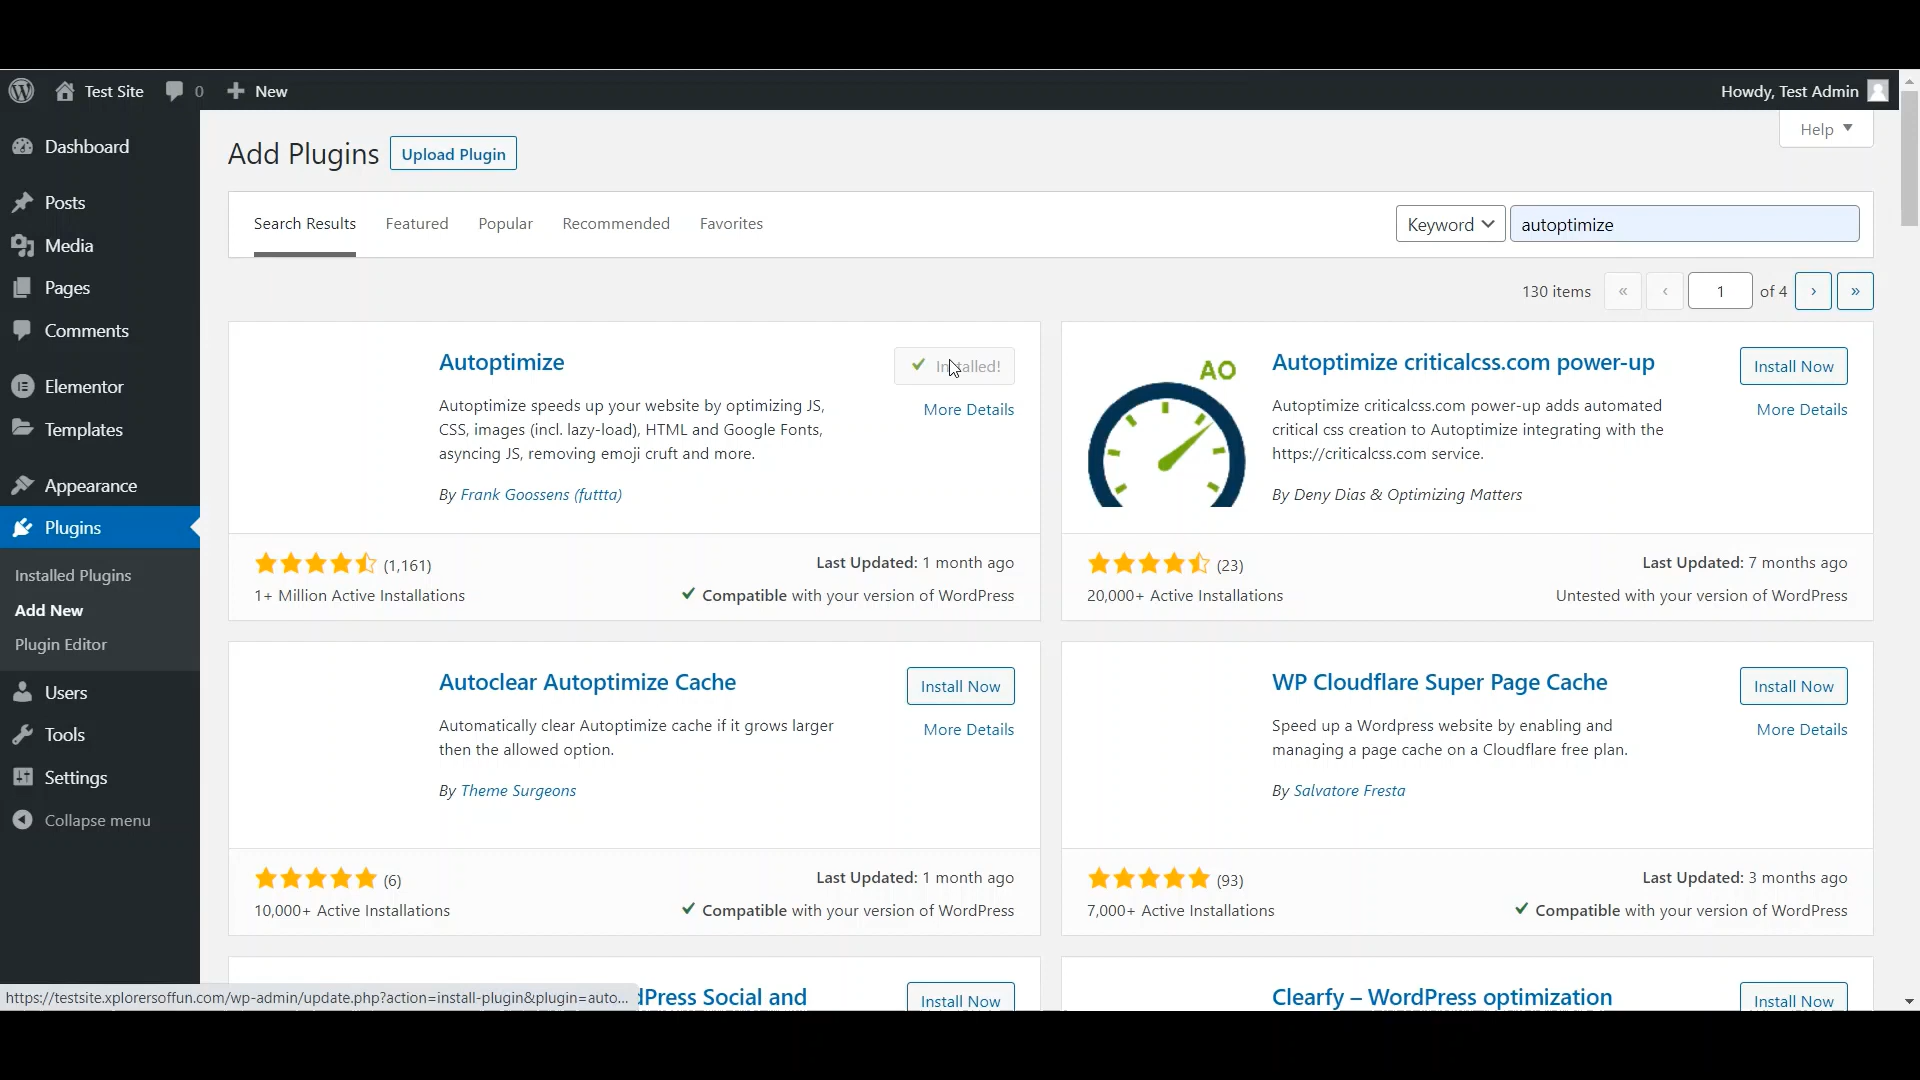 Test Site 0 New Howdy, Test Admin
Help
Dashboard
Posts
Media
Pages
Comments
Elementor
Templates
Appearance
Plugins
Installed Plugins
Add New
Plugin Editor
Users
Tools
Settings
Collapse menu
Add Plugins Upload Plugin
Search Results Featured Popular Recommended Favorites Keyword autoptimize
130 items « ‹ 1 of 4 › »
Autoptimize
Installed!
More Details
Autoptimize speeds up your website by optimizing JS,
CSS, images (incl. lazy-load), HTML and Google Fonts,
asyncing JS, removing emoji cruft and more.
By Frank Goossens (futtta)
(1,161)
Last Updated: 1 month ago
1+ Million Active Installations
Compatible with your version of WordPress
AO
Autoptimize criticalcss.com power-up
Install Now
More Details
Autoptimize criticalcss.com power-up adds automated
critical css creation to Autoptimize integrating with the
https://criticalcss.com service.
By Deny Dias & Optimizing Matters
(23)
Last Updated: 7 months ago
20,000+ Active Installations
Untested with your version of WordPress
Autoclear Autoptimize Cache
Install Now
More Details
Automatically clear Autoptimize cache if it grows larger
then the allowed option.
By Theme Surgeons
(6)
Last Updated: 1 month ago
10,000+ Active Installations
Compatible with your version of WordPress
WP Cloudflare Super Page Cache
Install Now
More Details
Speed up a Wordpress website by enabling and
managing a page cache on a Cloudflare free plan.
By Salvatore Fresta
(93)
Last Updated: 3 months ago
7,000+ Active Installations
Compatible with your version of WordPress
dPress Social and
Install Now
Clearfy – WordPress optimization
Install Now
https://testsite.xplorersoffun.com/wp-admin/update.php?action=install-plugin&plugin=auto...